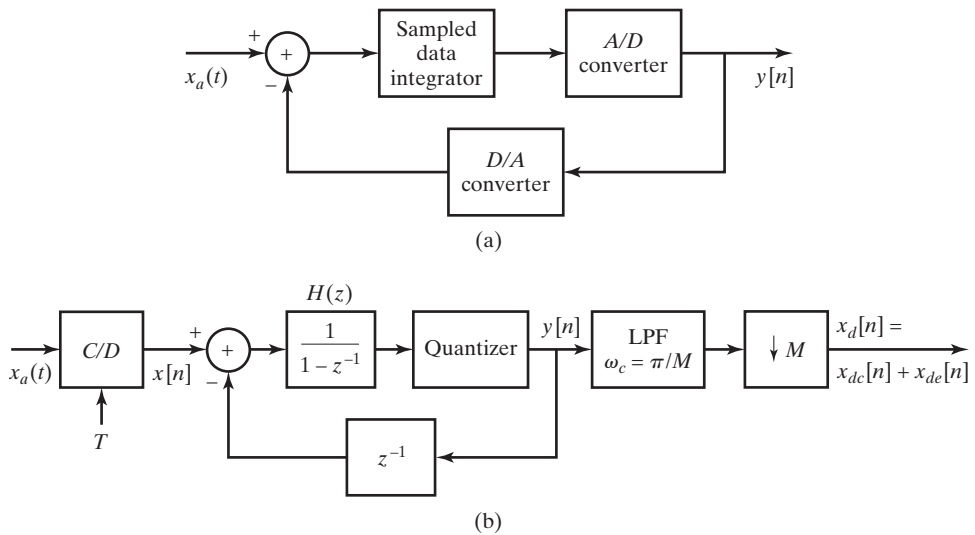 +
+
−
x_a(t)
Sampled
data
integrator
A/D
converter
y[n]
D/A
converter
(a)
H(z)
x_a(t)
C/D
T
x[n]
+
+
−
1
1 − z^{−1}
Quantizer
y[n]
LPF
ω_c = π/M
↓ M
x_d[n] =
x_{dc}[n] + x_{de}[n]
z^{−1}
(b)